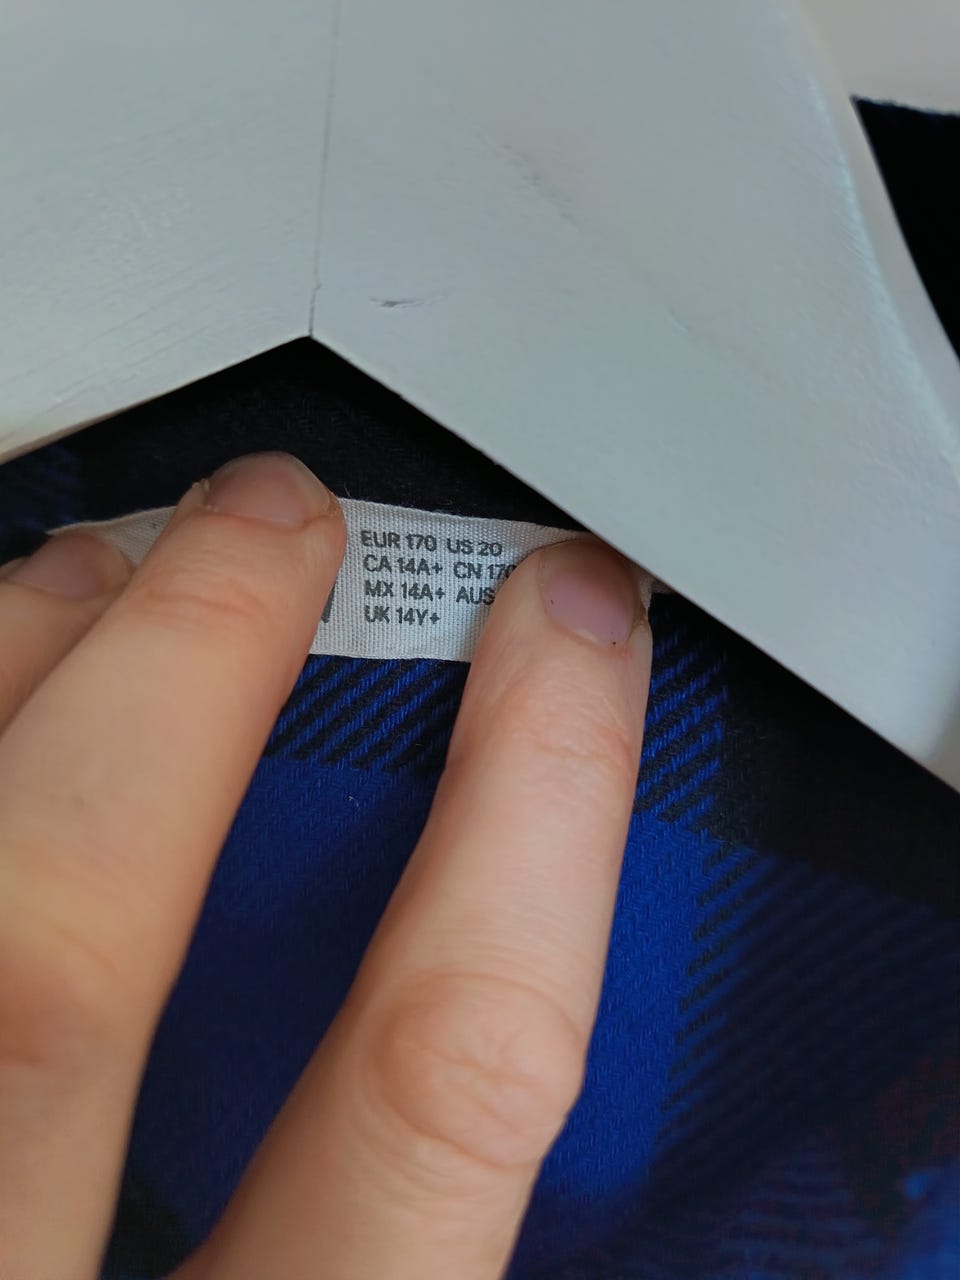 EUR 170 US 20
CA 14A+ CN 170
MX 14A+ AUS
UK 14Y+